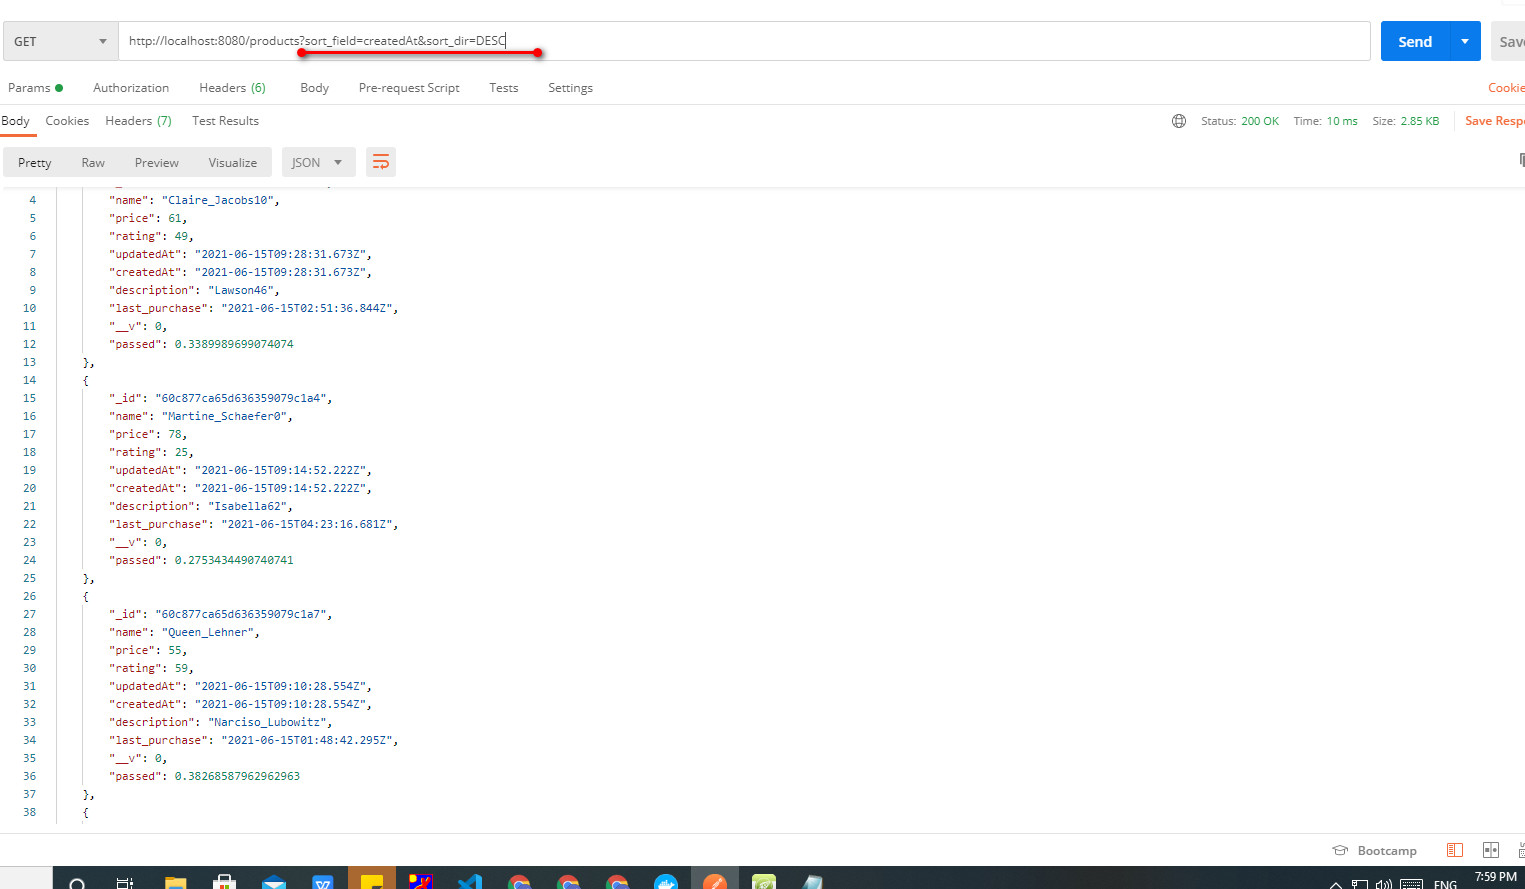 GET http://localhost:8080/products?sort_field=createdAt&sort_dir=DESC Send
Params Authorization Headers (6) Body Pre-request Script Tests Settings
Body Cookies Headers (7) Test Results Status: 200 OK Time: 10 ms Size: 2.85 KB
Pretty Raw Preview Visualize JSON
4 "name": "Claire_Jacobs10",
5 "price": 61,
6 "rating": 49,
7 "updatedAt": "2021-06-15T09:28:31.673Z",
8 "createdAt": "2021-06-15T09:28:31.673Z",
9 "description": "Lawson46",
10 "last_purchase": "2021-06-15T02:51:36.844Z",
11 "__v": 0,
12 "passed": 0.3389989699074074
13 },
14 {
15 "_id": "60c877ca65d636359079c1a4",
16 "name": "Martine_Schaefer0",
17 "price": 78,
18 "rating": 25,
19 "updatedAt": "2021-06-15T09:14:52.222Z",
20 "createdAt": "2021-06-15T09:14:52.222Z",
21 "description": "Isabella62",
22 "last_purchase": "2021-06-15T04:23:16.681Z",
23 "__v": 0,
24 "passed": 0.2753434490740741
25 },
26 {
27 "_id": "60c877ca65d636359079c1a7",
28 "name": "Queen_Lehner",
29 "price": 55,
30 "rating": 59,
31 "updatedAt": "2021-06-15T09:10:28.554Z",
32 "createdAt": "2021-06-15T09:10:28.554Z",
33 "description": "Narciso_Lubowitz",
34 "last_purchase": "2021-06-15T01:48:42.295Z",
35 "__v": 0,
36 "passed": 0.38268587962962963
37 },
38 {
Bootcamp
ENG 7:59 PM